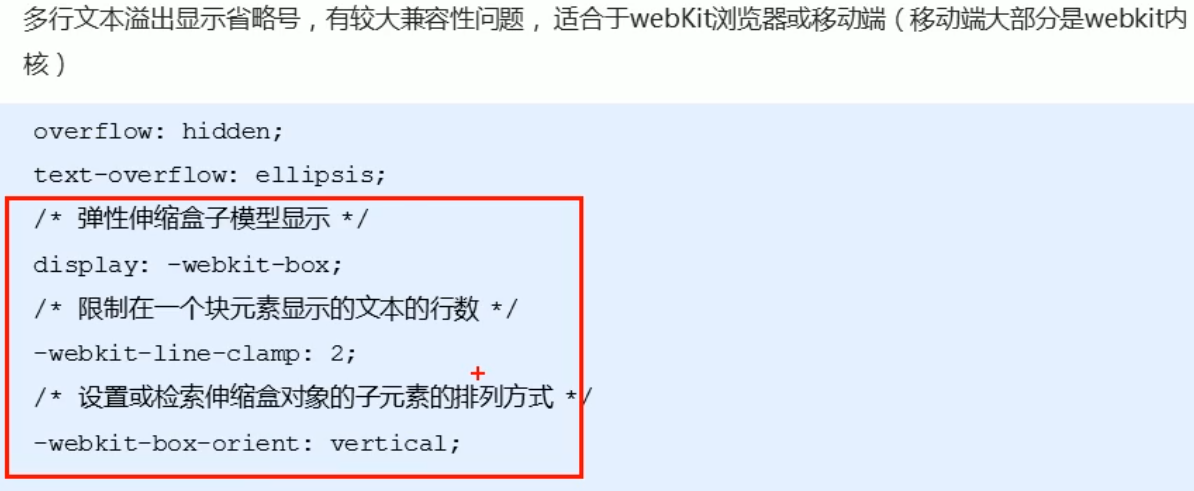 多行文本溢出显示省略号，有较大兼容性问题， 适合于webKit浏览器或移动端（移动端大部分是webkit内
核）
overflow: hidden;
text-overflow: ellipsis;
/* 弹性伸缩盒子模型显示 */
display: -webkit-box;
/* 限制在一个块元素显示的文本的行数 */
-webkit-line-clamp: 2;
/* 设置或检索伸缩盒对象的子元素的排列方式 */
-webkit-box-orient: vertical;